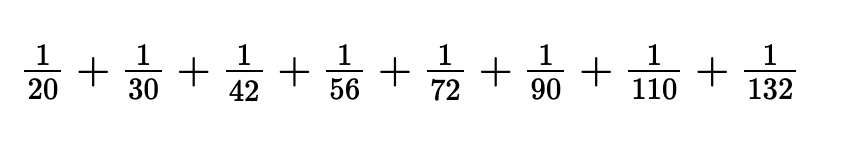 1/20 + 1/30 + 1/42 + 1/56 + 1/72 + 1/90 + 1/110 + 1/132